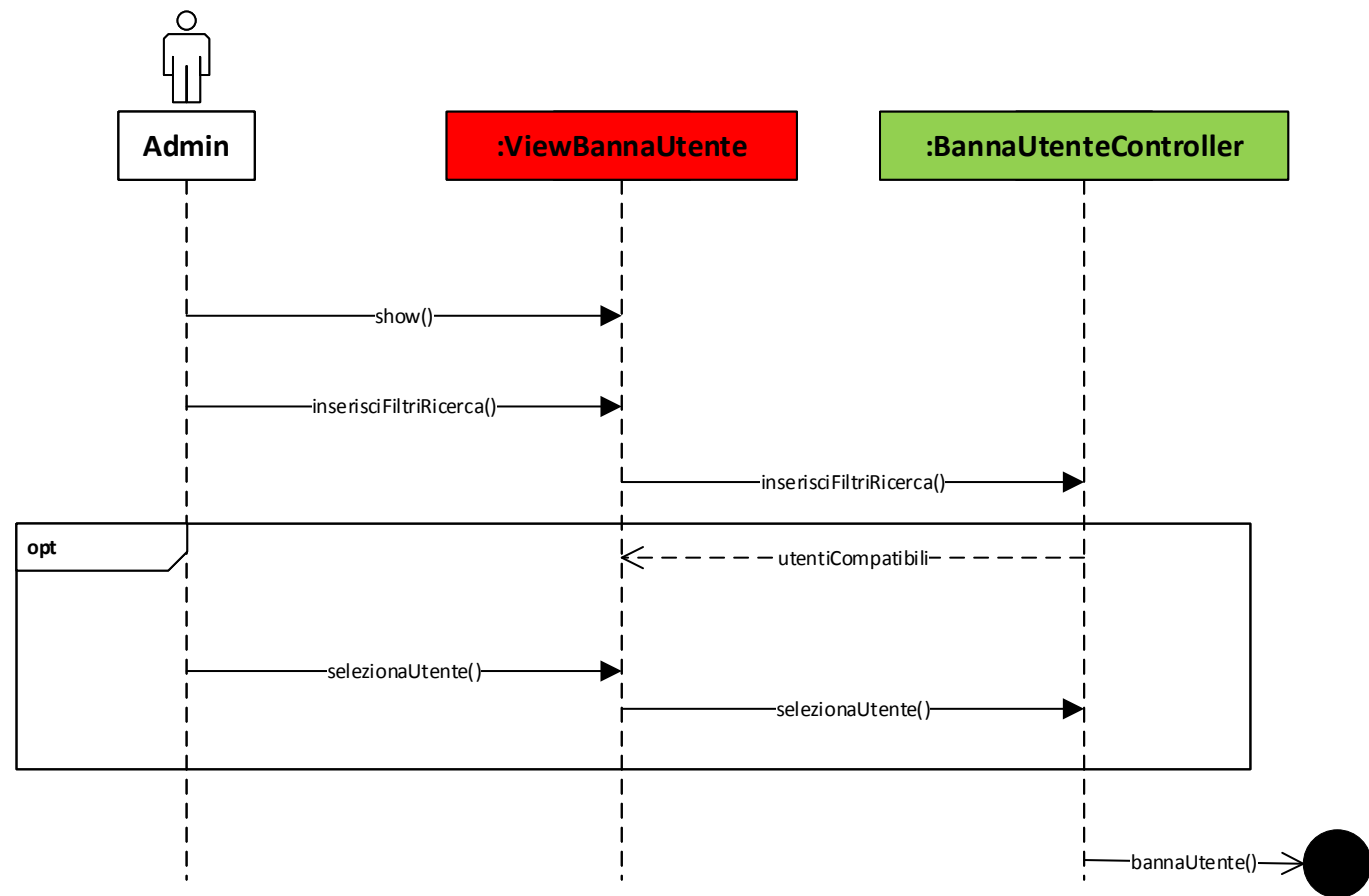 Admin
:ViewBannaUtente
:BannaUtenteController
show()
inserisciFiltriRicerca()
inserisciFiltriRicerca()
opt
utentiCompatibili
selezionaUtente()
selezionaUtente()
bannaUtente()